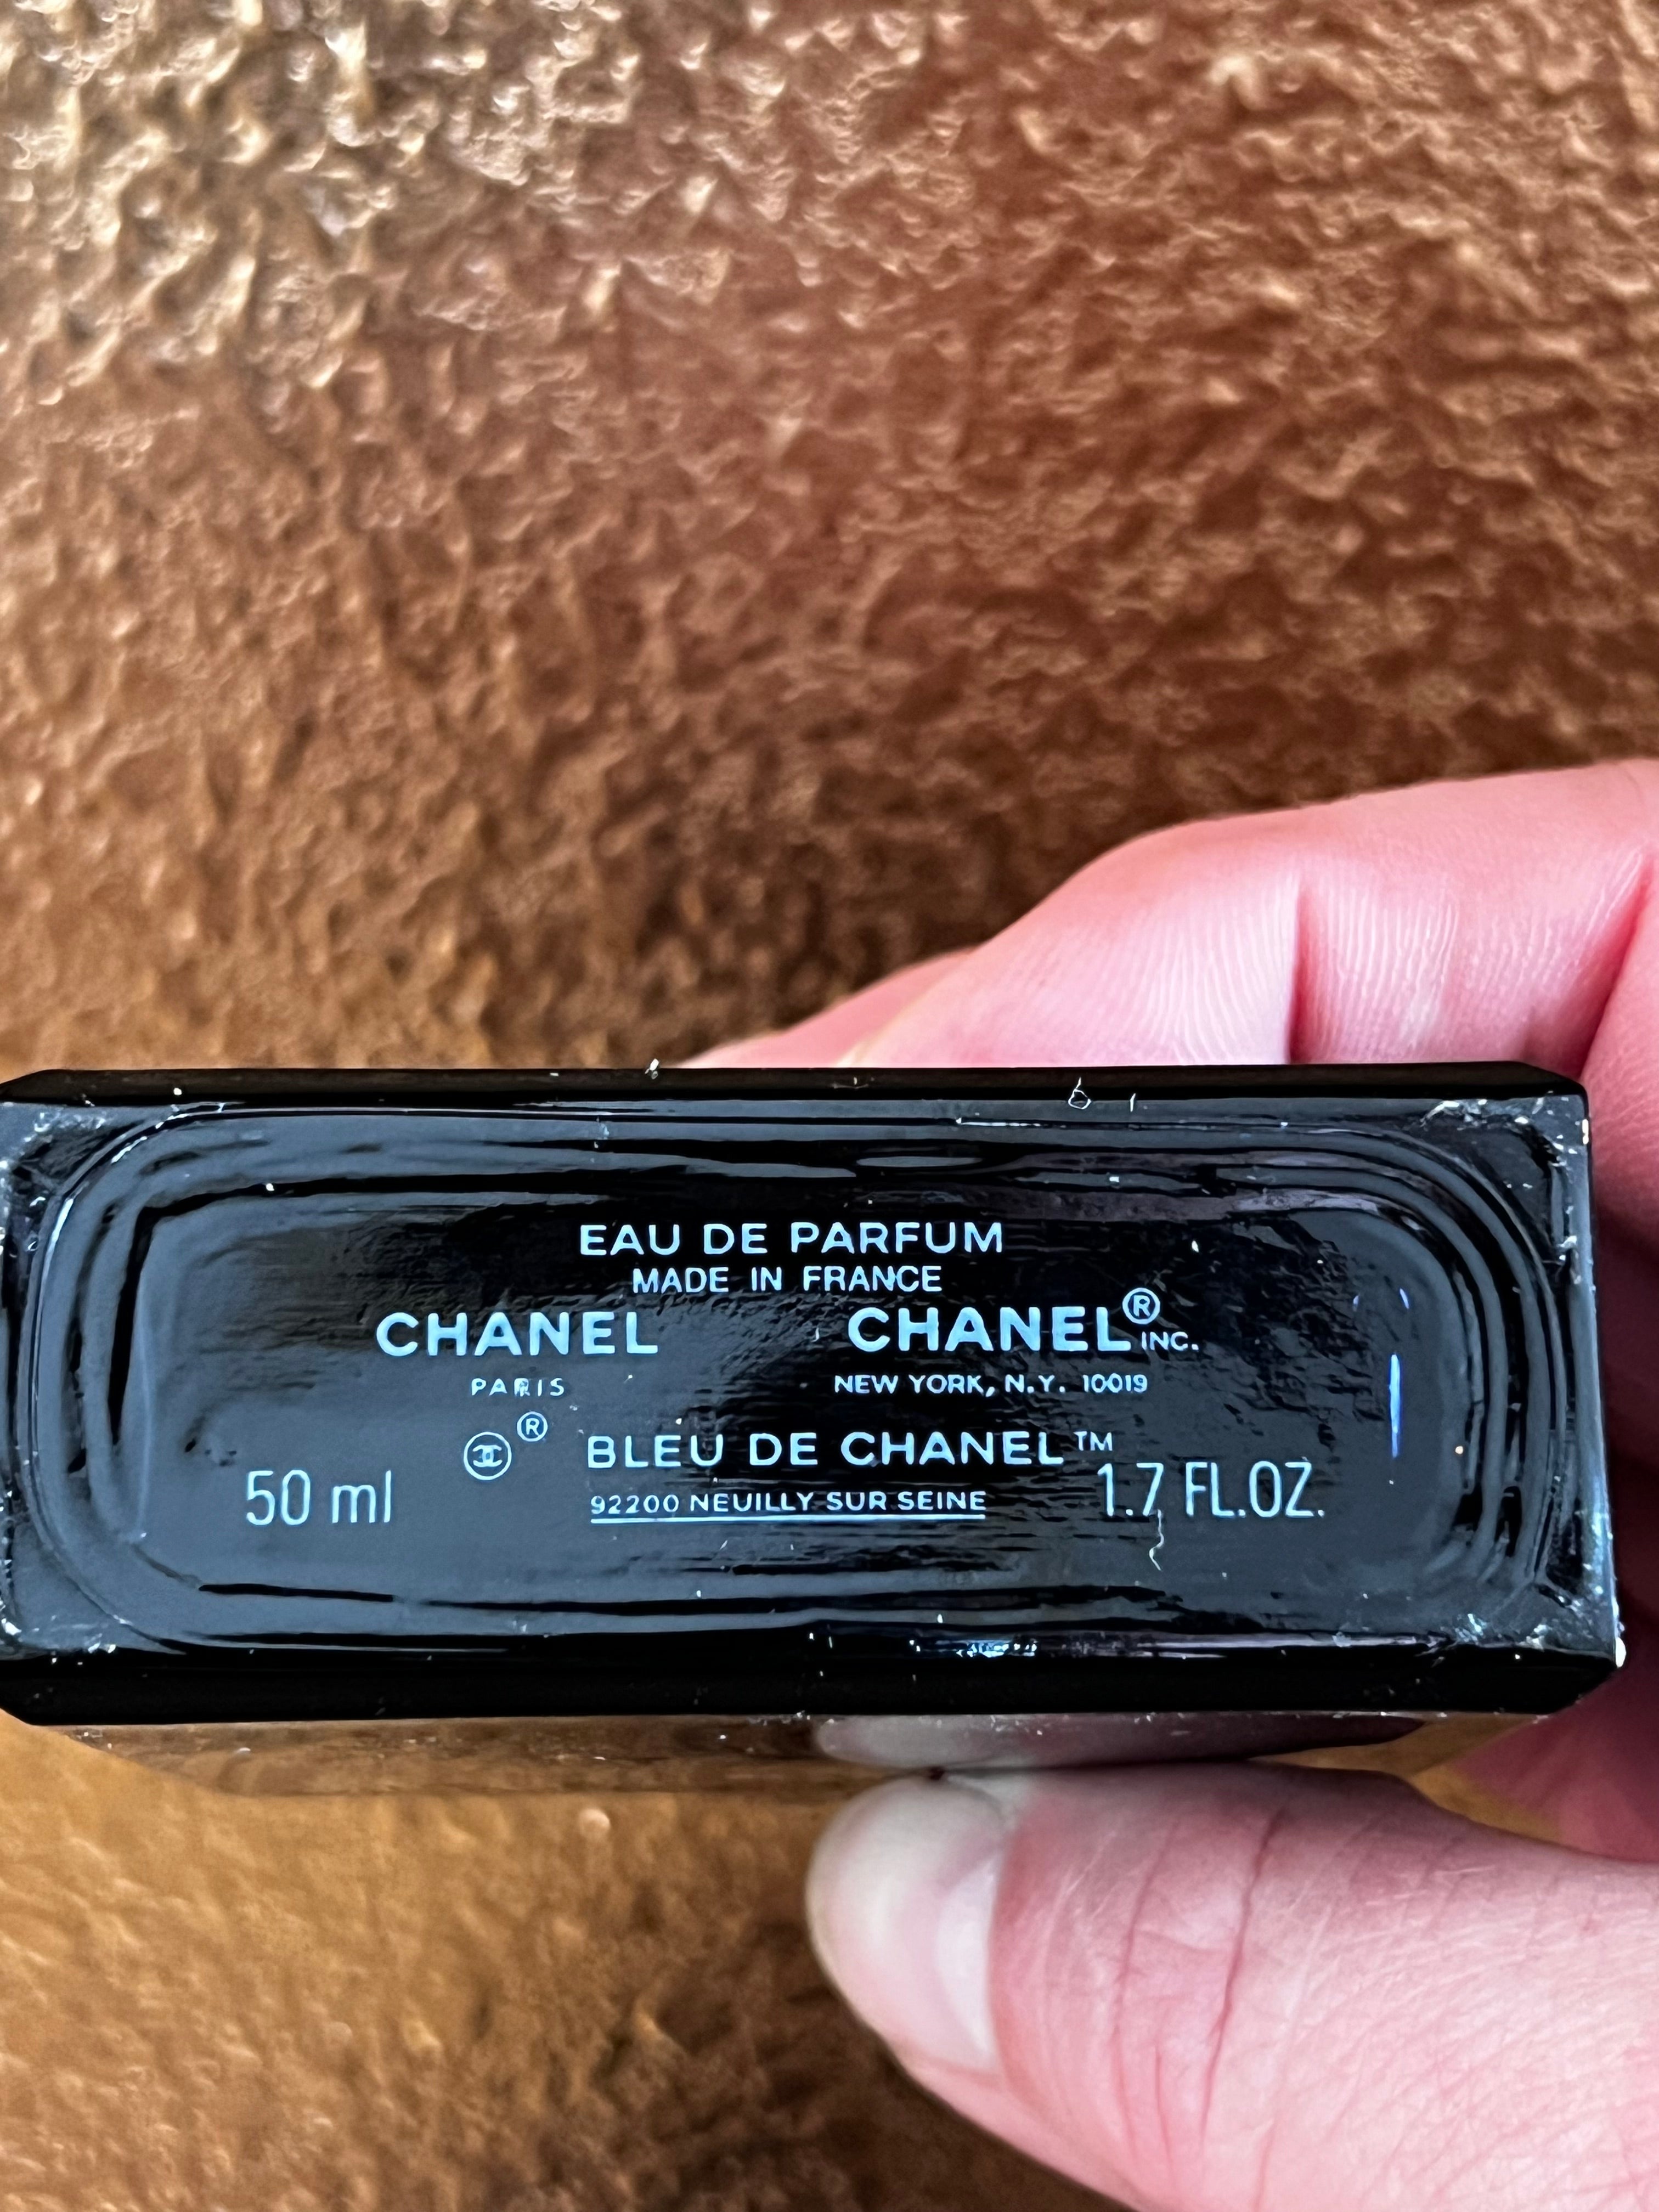 EAU DE PARFUM
MADE IN FRANCE
CHANEL CHANEL® INC.
PARIS NEW YORK, N.Y. 10019
® BLEU DE CHANEL™
50 ml 92200 NEUILLY SUR SEINE 1.7 FL.OZ.